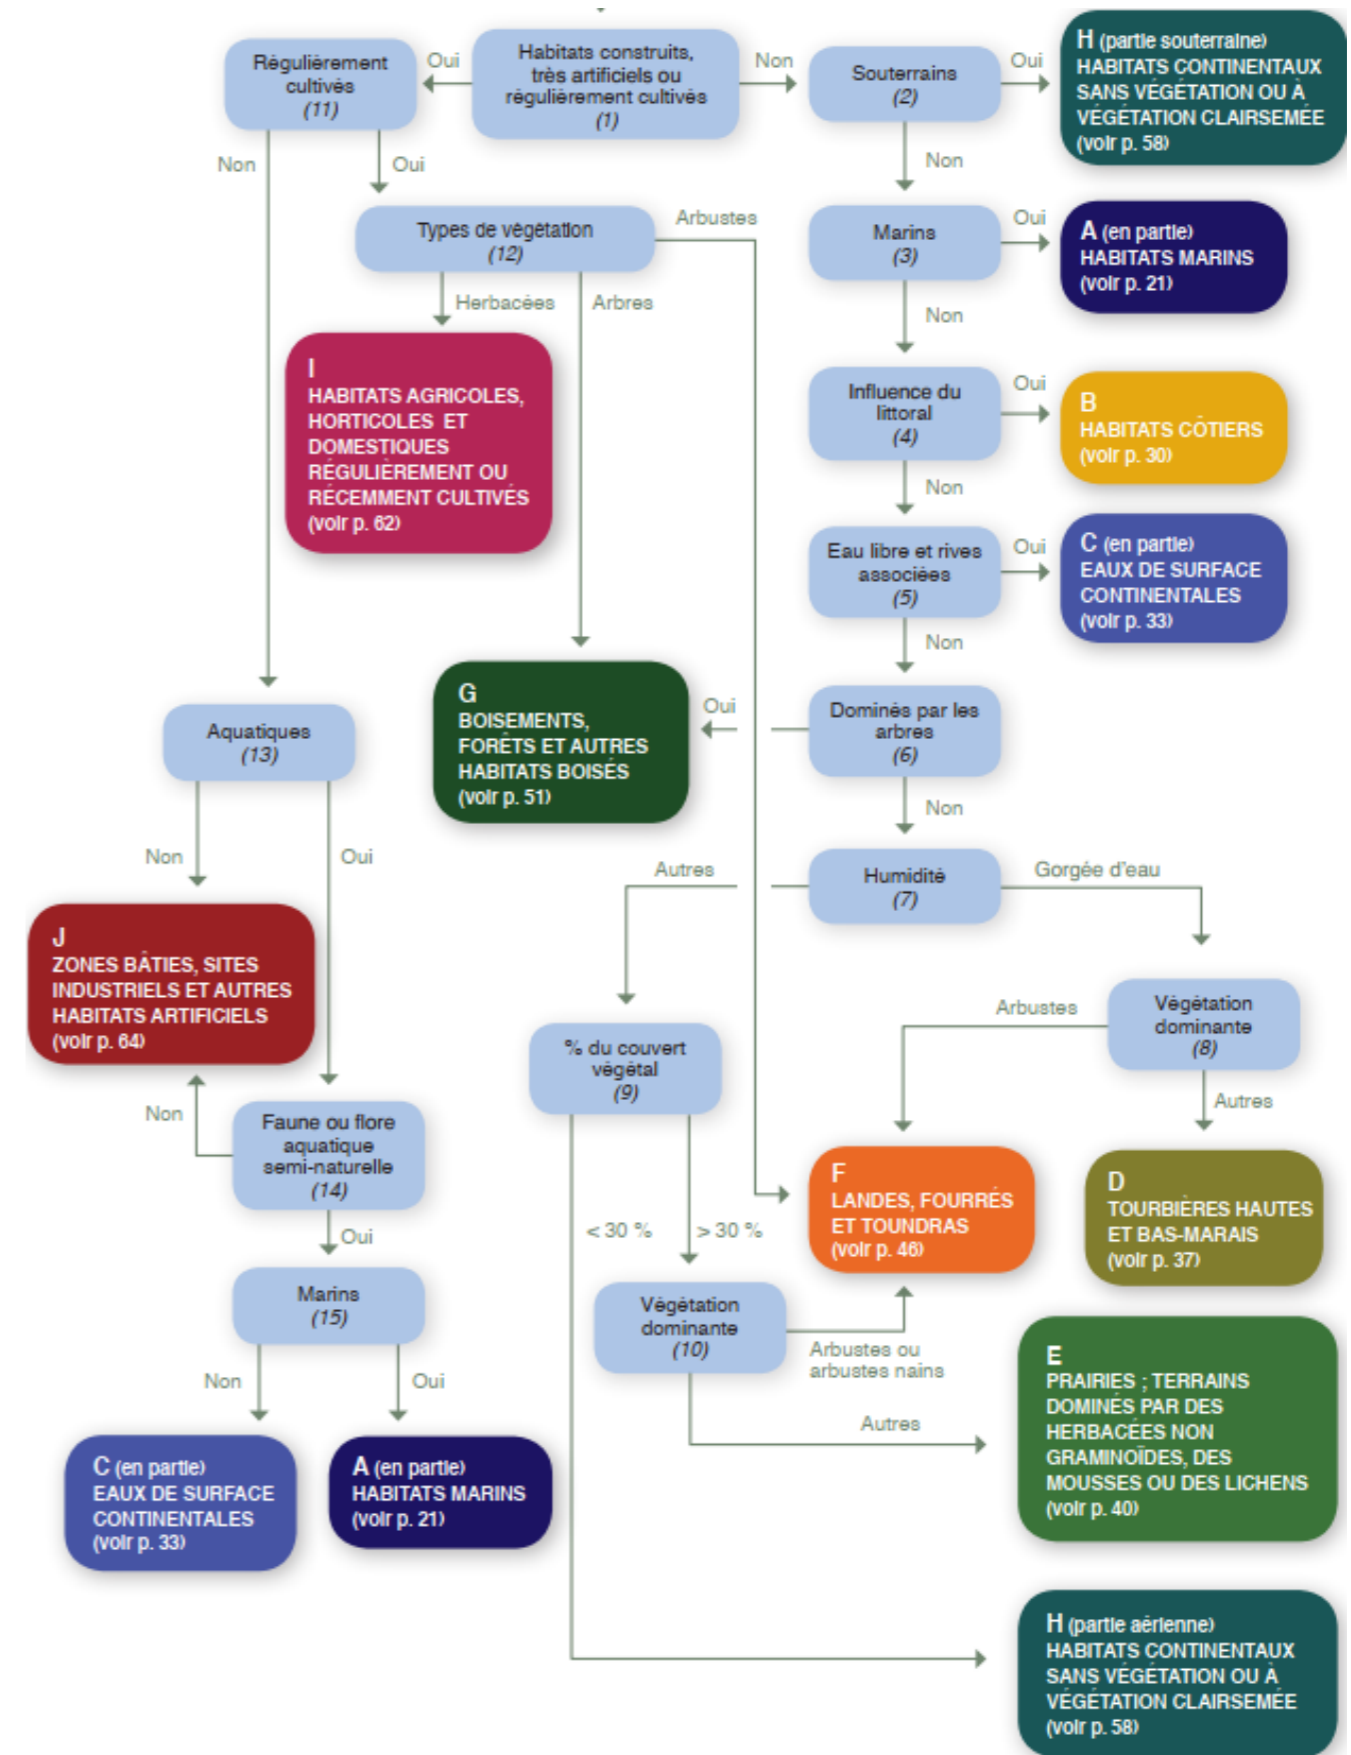 Régulièrement
cultivés
(11)
Oui
Habitats construits,
très artificiels ou
régulièrement cultivés
(1)
Non
Souterrains
(2)
Oui
H (partie souterraine)
HABITATS CONTINENTAUX
SANS VÉGÉTATION OU À
VÉGÉTATION CLAIRSEMÉE
(voir p. 58)
Non
Oui
Non
Types de végétation
(12)
Arbustes
Marins
(3)
Oui
A (en partie)
HABITATS MARINS
(voir p. 21)
Herbacées
Arbres
Non
I
HABITATS AGRICOLES,
HORTICOLES ET
DOMESTIQUES
RÉGULIÈREMENT OU
RÉCEMMENT CULTIVÉS
(voir p. 62)
Influence du
littoral
(4)
Oui
B
HABITATS CÔTIERS
(voir p. 30)
Non
Eau libre et rives
associées
(5)
Oui
C (en partie)
EAUX DE SURFACE
CONTINENTALES
(voir p. 33)
Non
Aquatiques
(13)
G
BOISEMENTS,
FORÊTS ET AUTRES
HABITATS BOISÉS
(voir p. 51)
Oui
Dominés par les
arbres
(6)
Non
Non
Oui
Autres
Humidité
(7)
Gorgée d'eau
J
ZONES BÂTIES, SITES
INDUSTRIELS ET AUTRES
HABITATS ARTIFICIELS
(voir p. 64)
% du couvert
végétal
(9)
Arbustes
Végétation
dominante
(8)
Autres
Non
Faune ou flore
aquatique
semi-naturelle
(14)
Oui
< 30 %
> 30 %
F
LANDES, FOURRÉS
ET TOUNDRAS
(voir p. 46)
D
TOURBIÈRES HAUTES
ET BAS-MARAIS
(voir p. 37)
Marins
(15)
Végétation
dominante
(10)
Arbustes ou
arbustes nains
Autres
Non
Oui
E
PRAIRIES ; TERRAINS
DOMINÉS PAR DES
HERBACÉES NON
GRAMINOÏDES, DES
MOUSSES OU DES LICHENS
(voir p. 40)
C (en partie)
EAUX DE SURFACE
CONTINENTALES
(voir p. 33)
A (en partie)
HABITATS MARINS
(voir p. 21)
H (partie aérienne)
HABITATS CONTINENTAUX
SANS VÉGÉTATION OU À
VÉGÉTATION CLAIRSEMÉE
(voir p. 58)